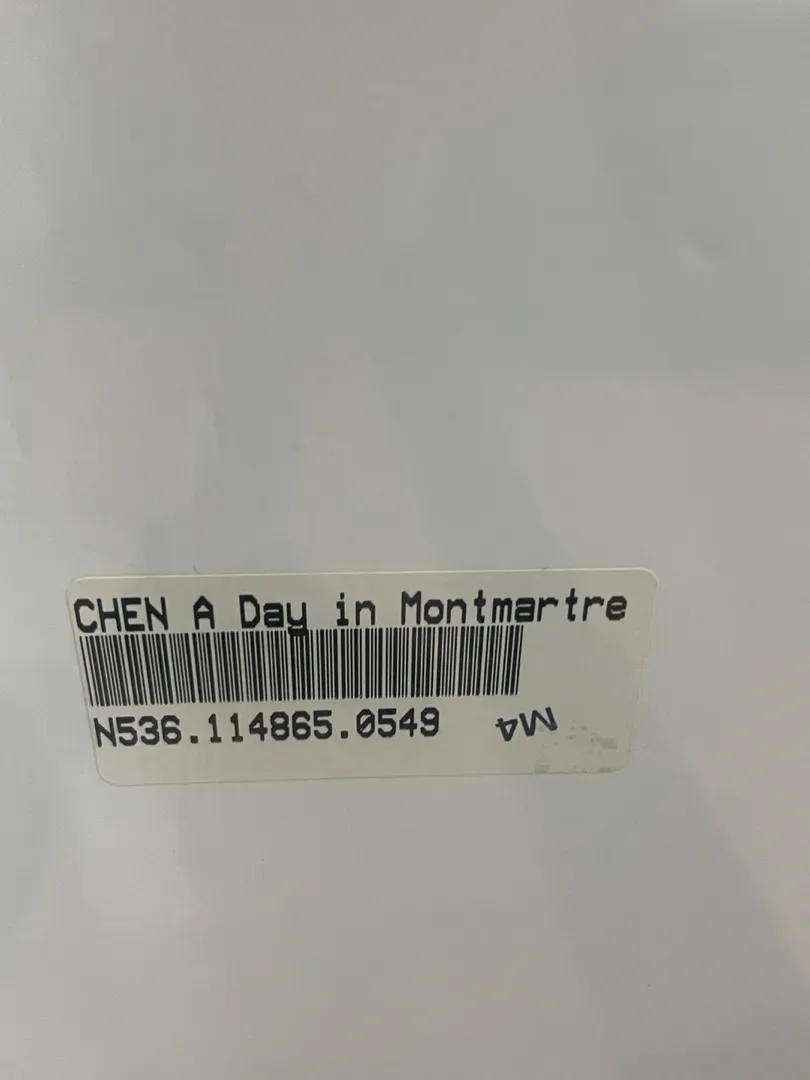 CHEN A Day in Montmartre
N536.114865.0549
M4